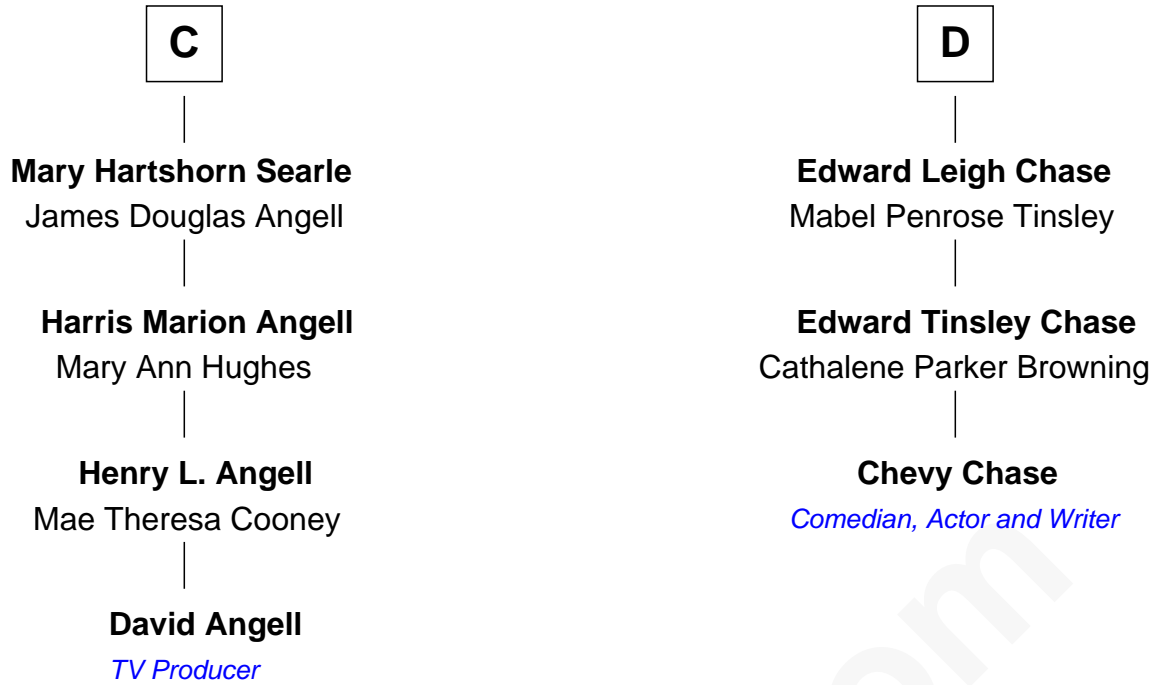 C
Mary Hartshorn Searle
James Douglas Angell
Harris Marion Angell
Mary Ann Hughes
Henry L. Angell
Mae Theresa Cooney
David Angell
TV Producer
D
Edward Leigh Chase
Mabel Penrose Tinsley
Edward Tinsley Chase
Cathalene Parker Browning
Chevy Chase
Comedian, Actor and Writer
om